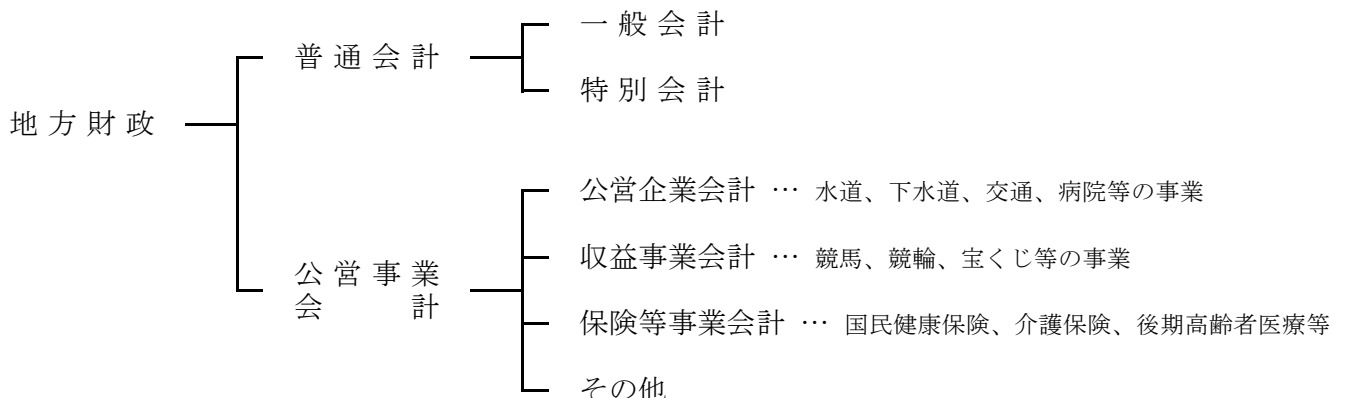 一般会計
普通会計
特別会計
地方財政
公営企業会計 … 水道、下水道、交通、病院等の事業
収益事業会計 … 競馬、競輪、宝くじ等の事業
公営事業
会計
保険等事業会計 … 国民健康保険、介護保険、後期高齢者医療等
その他